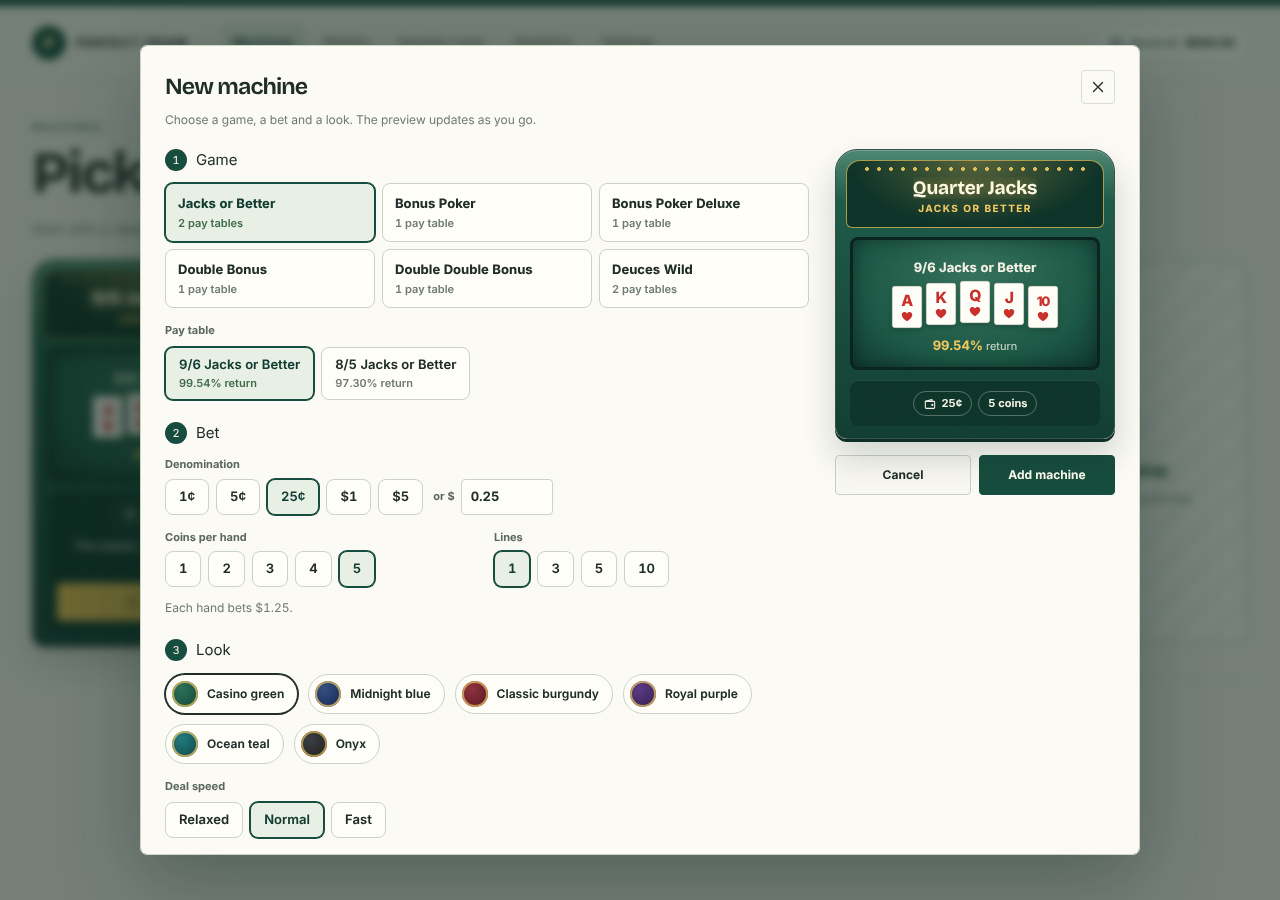 New machine
Choose a game, a bet and a look. The preview updates as you go.
1 Game
Jacks or Better
2 pay tables
Bonus Poker
1 pay table
Bonus Poker Deluxe
1 pay table
Double Bonus
1 pay table
Double Double Bonus
1 pay table
Deuces Wild
2 pay tables
Pay table
9/6 Jacks or Better
99.54% return
8/5 Jacks or Better
97.30% return
2 Bet
Denomination
1¢ 5¢ 25¢ $1 $5 or $ 0.25
Coins per hand
1 2 3 4 5
Lines
1 3 5 10
Each hand bets $1.25.
3 Look
Casino green Midnight blue Classic burgundy Royal purple
Ocean teal Onyx
Deal speed
Relaxed Normal Fast
Quarter Jacks
JACKS OR BETTER
9/6 Jacks or Better
A K Q J 10
99.54% return
25¢ 5 coins
Cancel Add machine
Pick